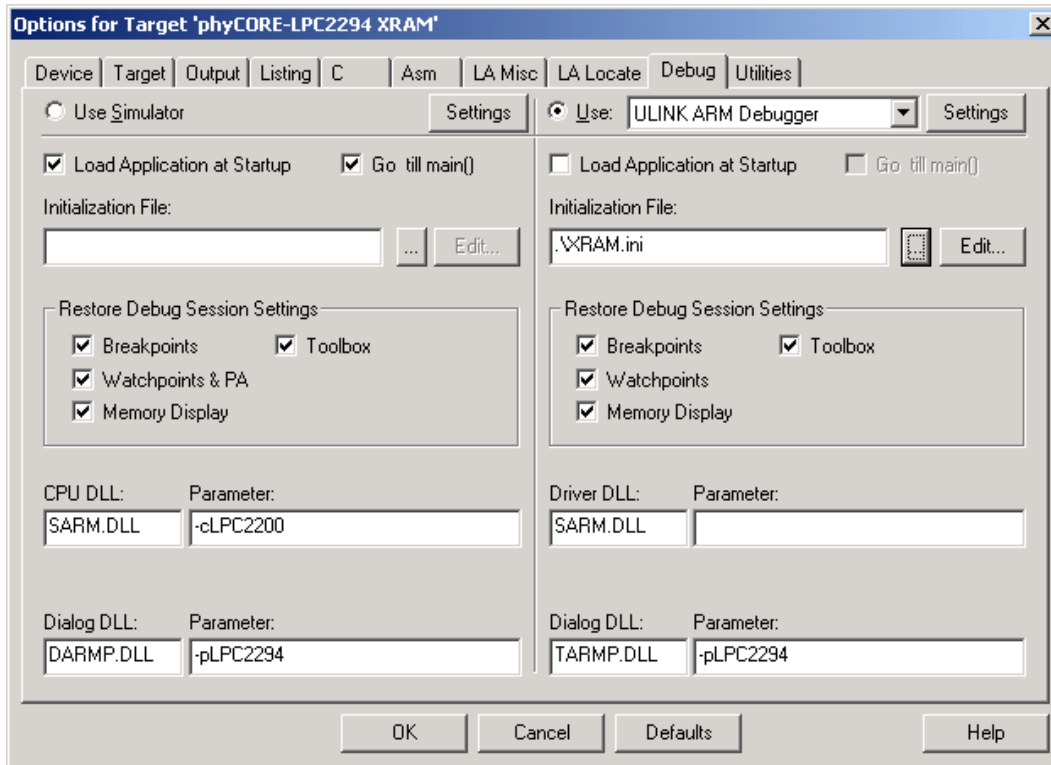 Options for Target 'phyCORE-LPC2294 XRAM'
Device Target Output Listing C Asm LA Misc LA Locate Debug Utilities
Use Simulator Settings Use: ULINK ARM Debugger Settings
Load Application at Startup Go till main() Load Application at Startup Go till main()
Initialization File: Initialization File:
... Edit... .\XRAM.ini ... Edit...
Restore Debug Session Settings Restore Debug Session Settings
Breakpoints Toolbox Breakpoints Toolbox
Watchpoints & PA Watchpoints
Memory Display Memory Display
CPU DLL: Parameter: Driver DLL: Parameter:
SARM.DLL -cLPC2200 SARM.DLL
Dialog DLL: Parameter: Dialog DLL: Parameter:
DARMP.DLL -pLPC2294 TARMP.DLL -pLPC2294
OK Cancel Defaults Help